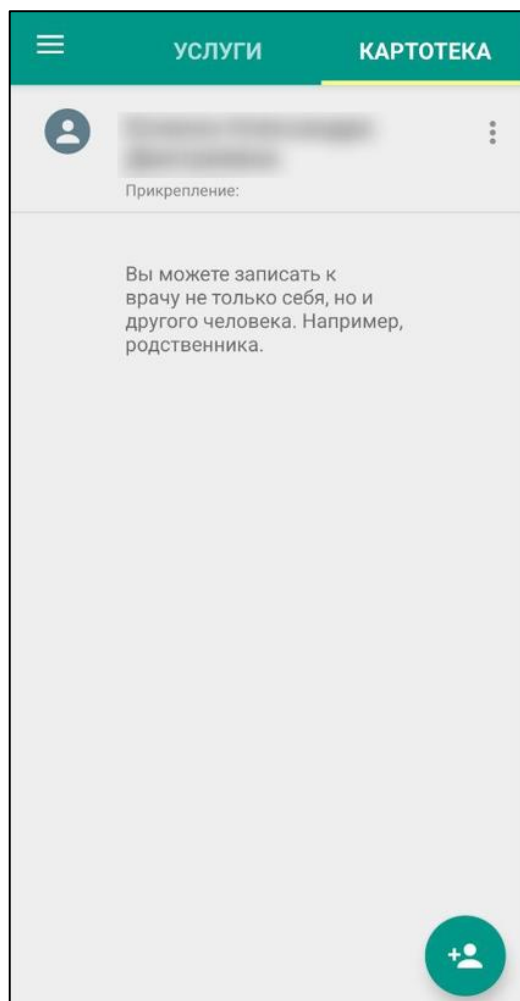 УСЛУГИ
КАРТОТЕКА
Прикрепление:
Вы можете записать к
врачу не только себя, но и
другого человека. Например,
родственника.